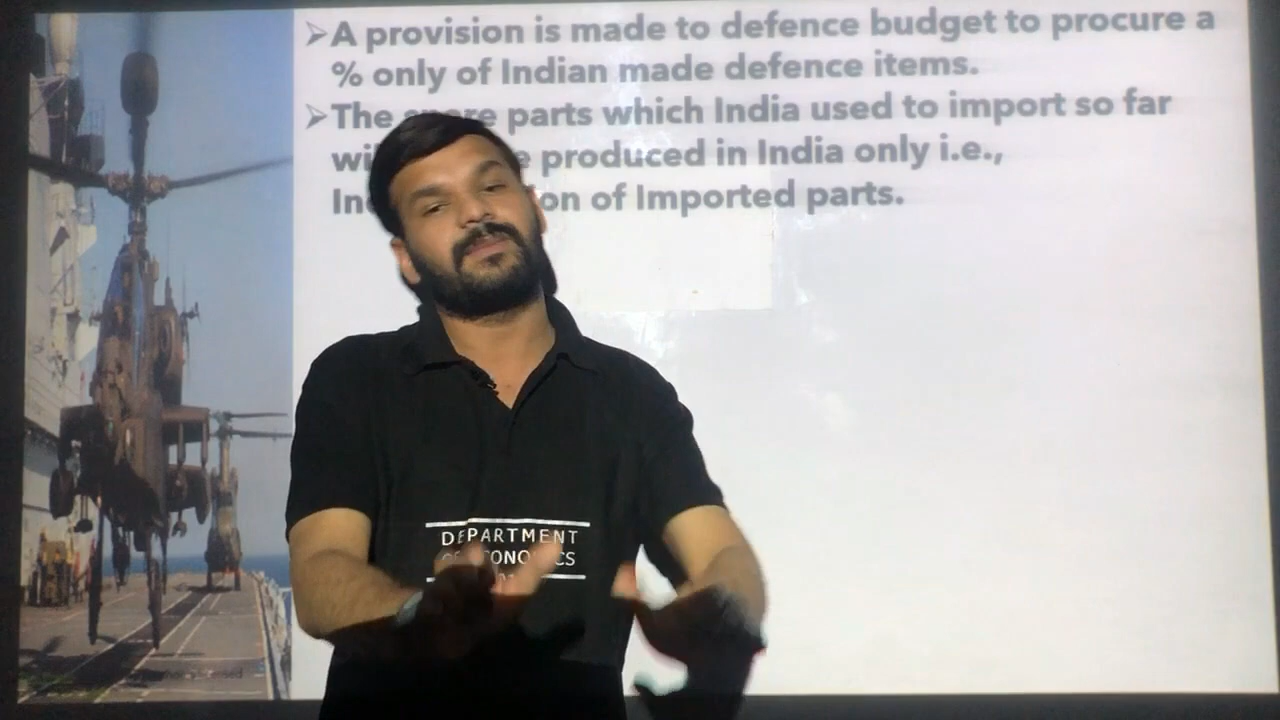 ➢A provision is made to defence budget to procure a
% only of Indian made defence items.
➢The spare parts which India used to import so far
produced in India only i.e.,
of Imported parts.
DEPARTMENT